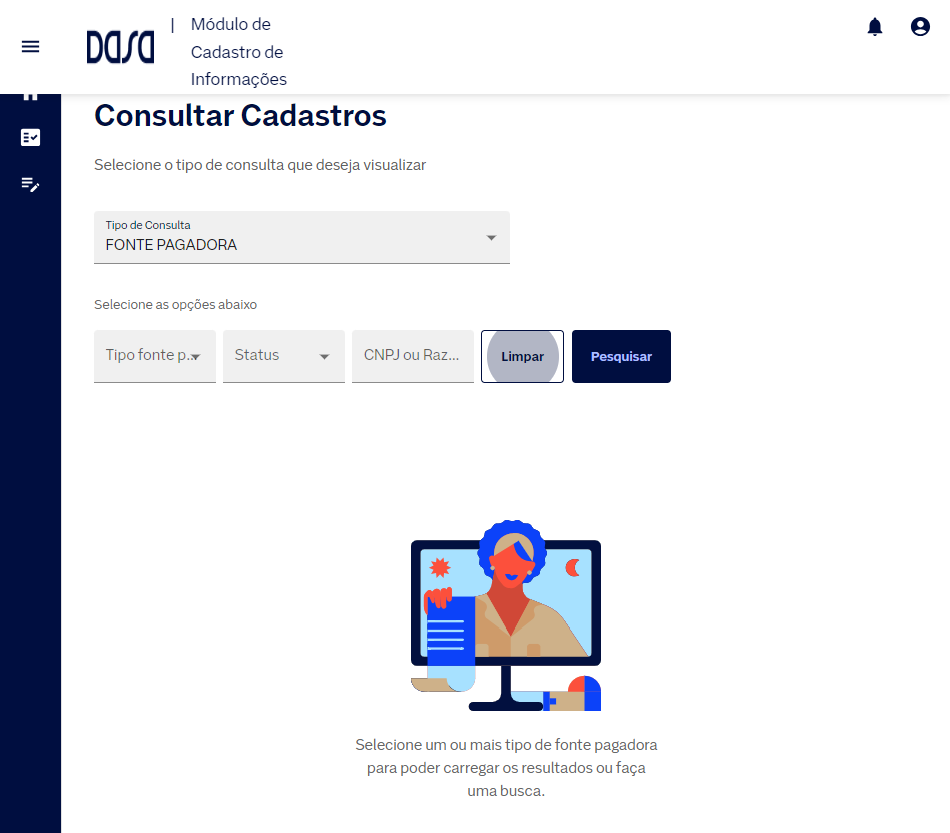 DASA
|
Módulo de
Cadastro de
Informações
Consultar Cadastros
Selecione o tipo de consulta que deseja visualizar
Tipo de Consulta
FONTE PAGADORA
Selecione as opções abaixo
Tipo fonte p...
Status
CNPJ ou Raz...
Limpar
Pesquisar
Selecione um ou mais tipo de fonte pagadora
para poder carregar os resultados ou faça
uma busca.